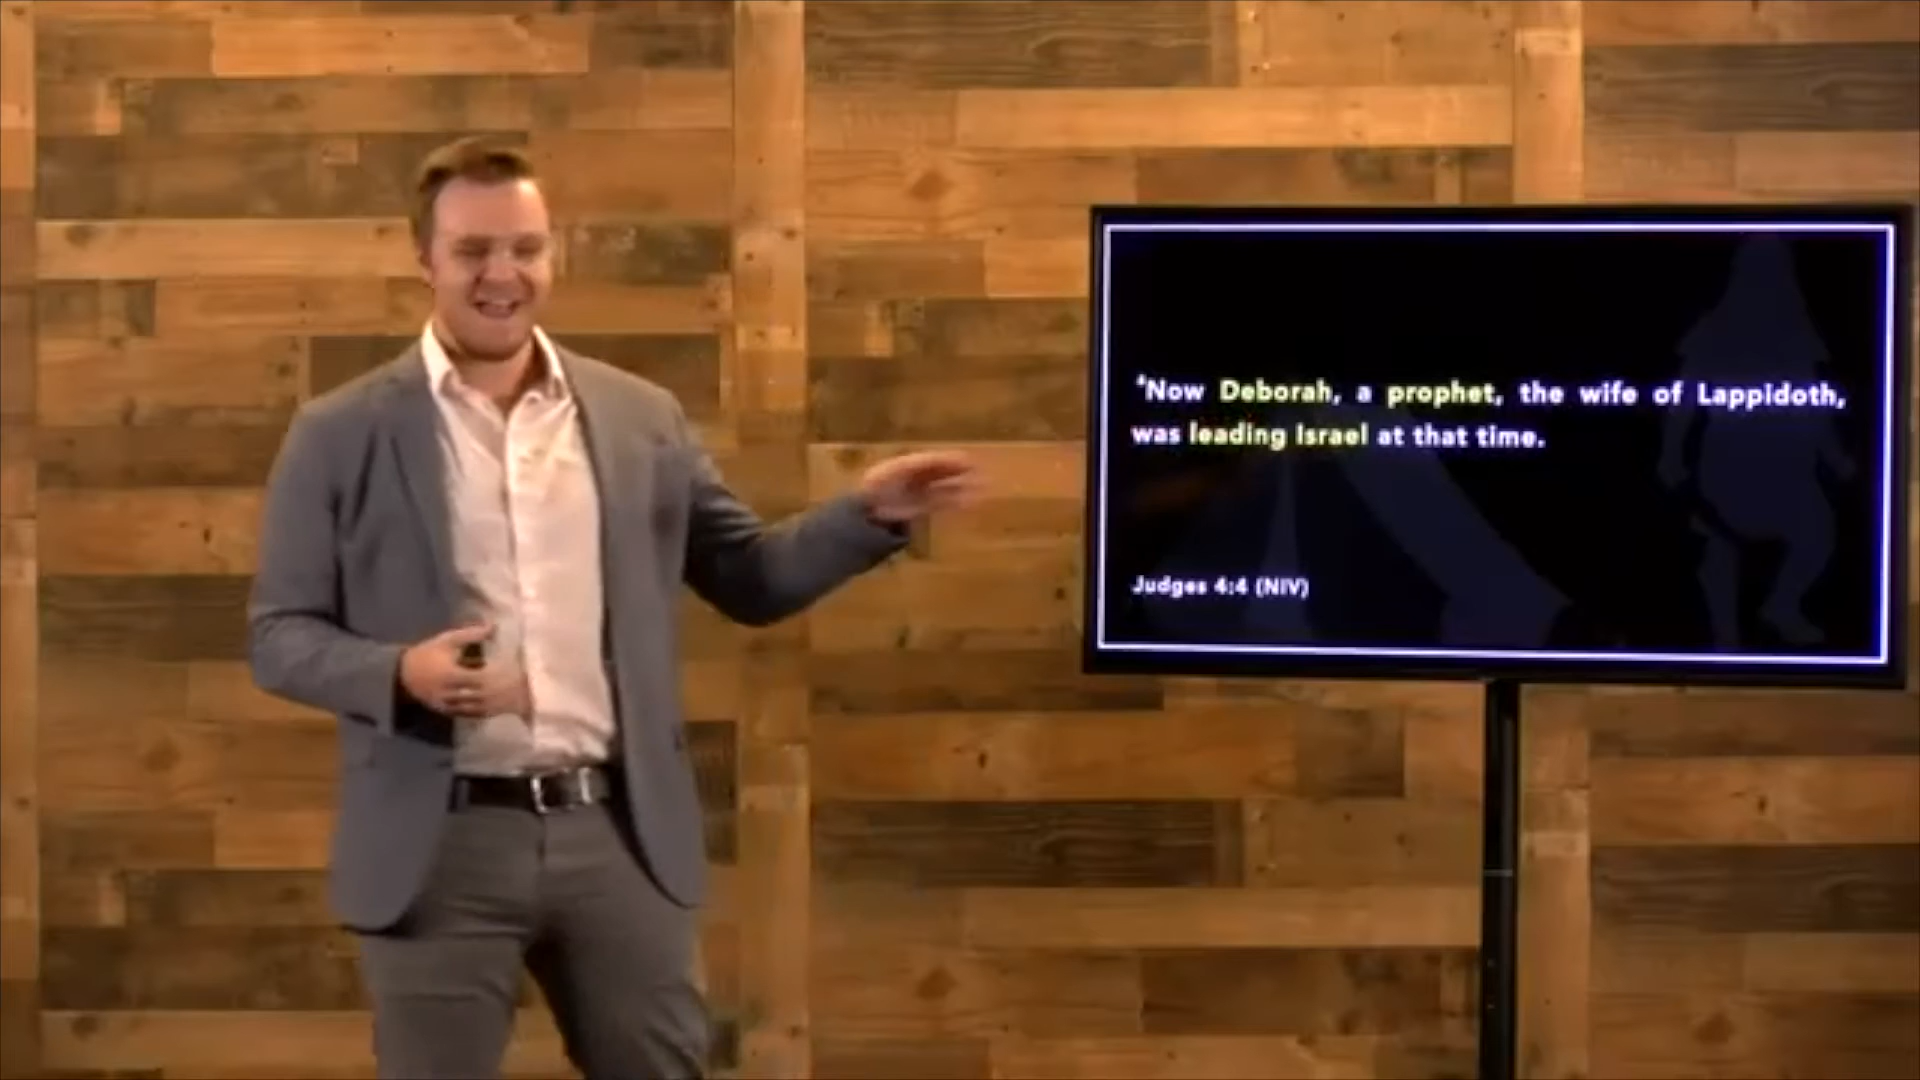 ⁴Now Deborah, a prophet, the wife of Lappidoth,
was leading Israel at that time.
Judges 4:4 (NIV)